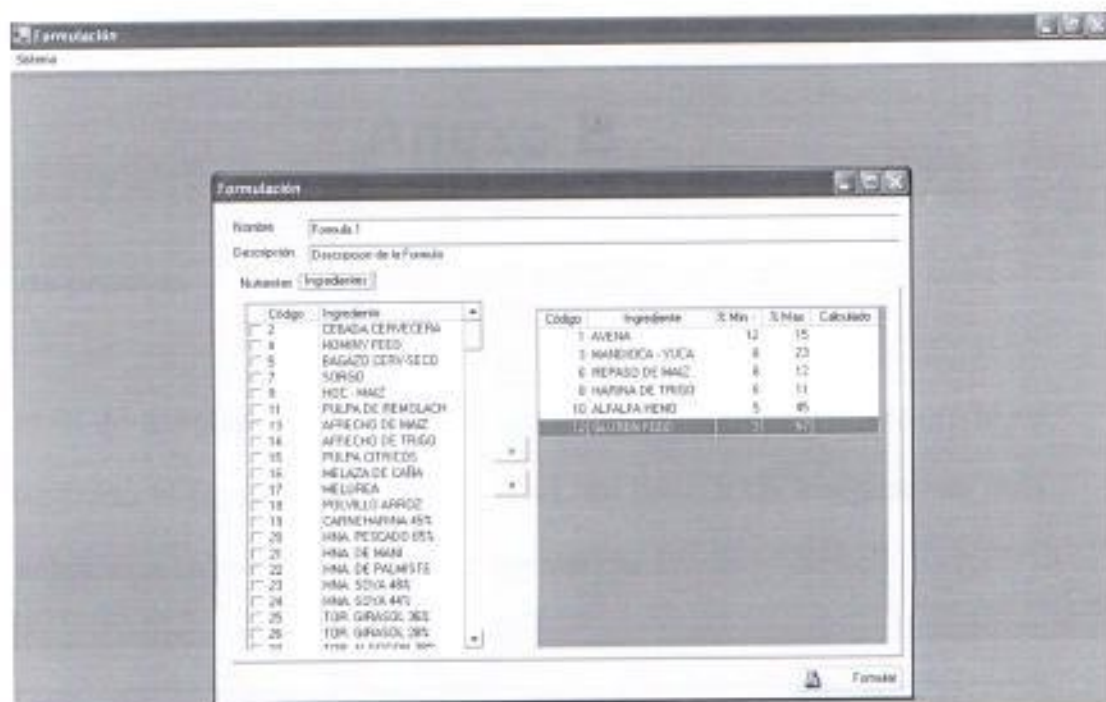 Formulación
Sistema
Formulación
Nombre Formula 1
Descripción Descripcion de la Formula
Nutrientes Ingredientes
Código Ingrediente
2 CEBADA CERVECERA
4 HOMINY FEED
5 BAGAZO CERV-SECO
7 SORGO
9 HOC - MAIZ
11 PULPA DE REMOLACH
13 AFRECHO DE MAIZ
14 AFRECHO DE TRIGO
15 PULPA CITRICOS
16 MELAZA DE CAÑA
17 MELUREA
18 POLVILLO ARROZ
19 CARNEHARINA 45%
20 HNA. PESCADO 65%
21 HNA. DE MANI
22 HNA. DE PALMISTE
23 HNA. SOYA 48%
24 HNA. SOYA 44%
25 TOR. GIRASOL 36%
26 TOR. GIRASOL 28%
Código Ingrediente % Min % Max Calculado
1 AVENA 12 15
3 MANDIOCA - YUCA 8 23
6 REPASO DE MAIZ 8 12
8 HARINA DE TRIGO 6 11
10 ALFALFA HENO 5 45
12 GLUTEN FEED
Formular